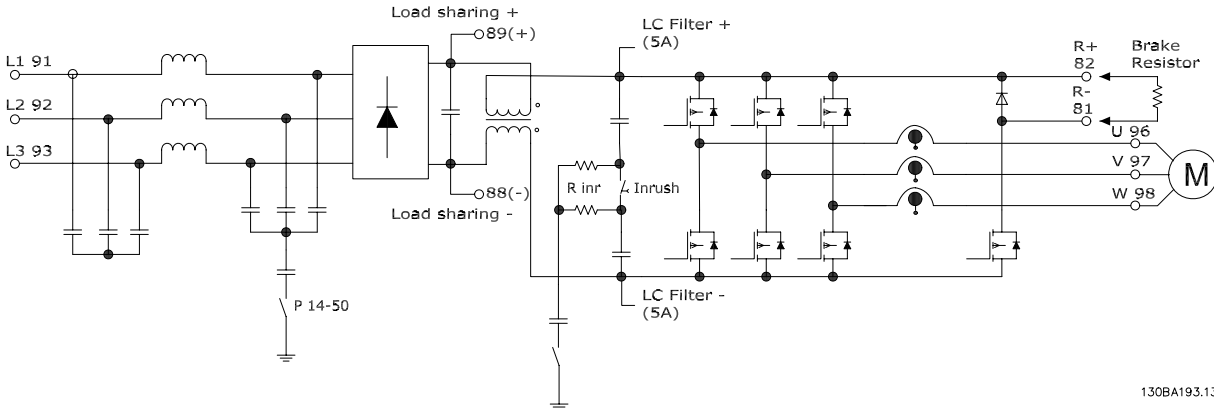 Load sharing +
89(+)
LC Filter +
(5A)
R+
82
Brake
Resistor
L1 91
R-
81
L2 92
U 96
L3 93
V 97
R inr
Inrush
M
88(-)
W 98
Load sharing -
LC Filter -
(5A)
P 14-50
130BA193.13